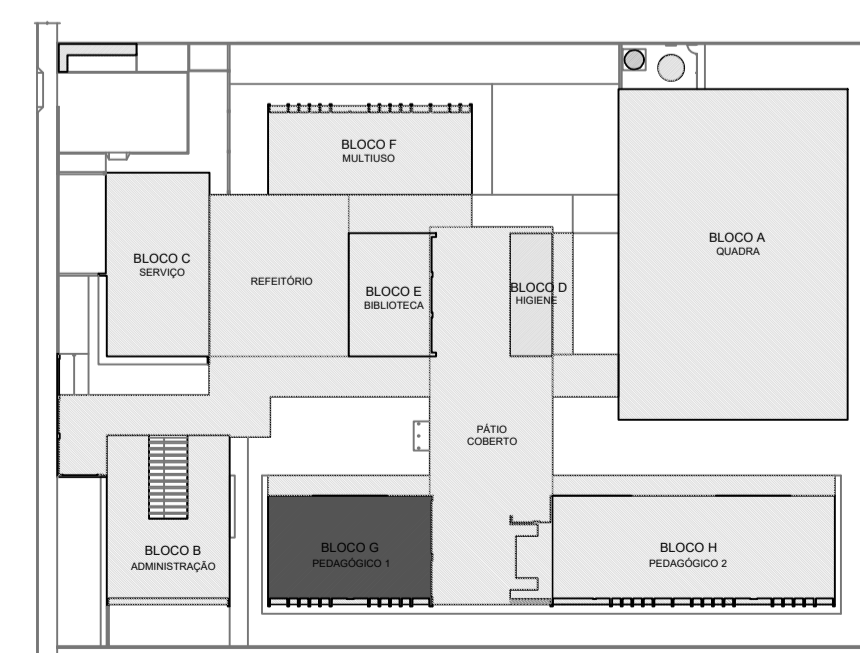 BLOCO F
MULTIUSO
BLOCO A
QUADRA
BLOCO C
SERVIÇO
REFEITÓRIO
BLOCO E
BIBLIOTECA
BLOCO D
HIGIENE
PÁTIO
COBERTO
BLOCO B
ADMINISTRAÇÃO
BLOCO G
PEDAGÓGICO 1
BLOCO H
PEDAGÓGICO 2